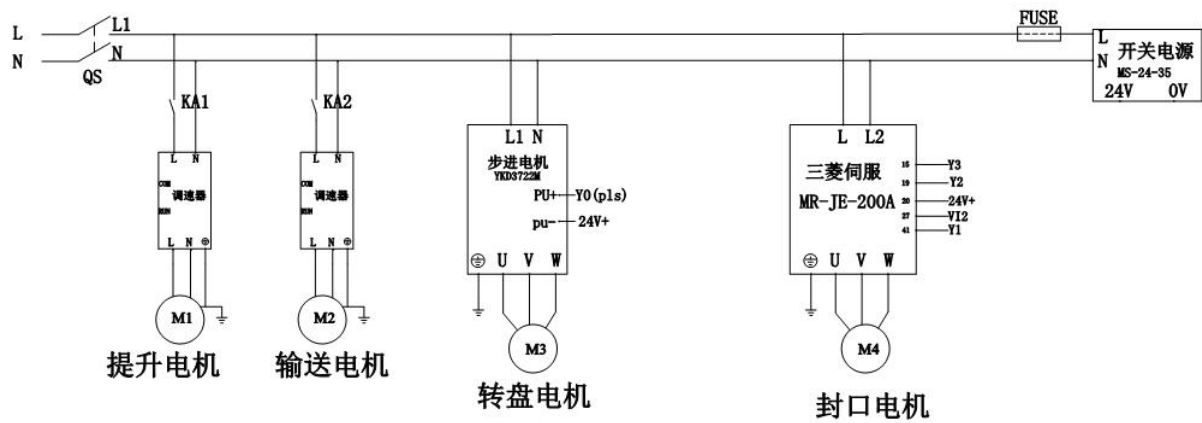 L
L1
FUSE
L
N
N
N
开关电源
MS-24-35
24V
0V
QS
KA1
KA2
L N
COM
调速器
RUN
L N
L N
COM
调速器
RUN
L N
L1 N
步进电机
YKD3722M
PU+
Y0(pls)
pu-
24V+
U V W
L L2
三菱伺服
MR-JE-200A
15
Y3
19
Y2
20
24V+
27
VI2
41
Y1
U V W
M1
M2
M3
M4
提升电机
输送电机
转盘电机
封口电机